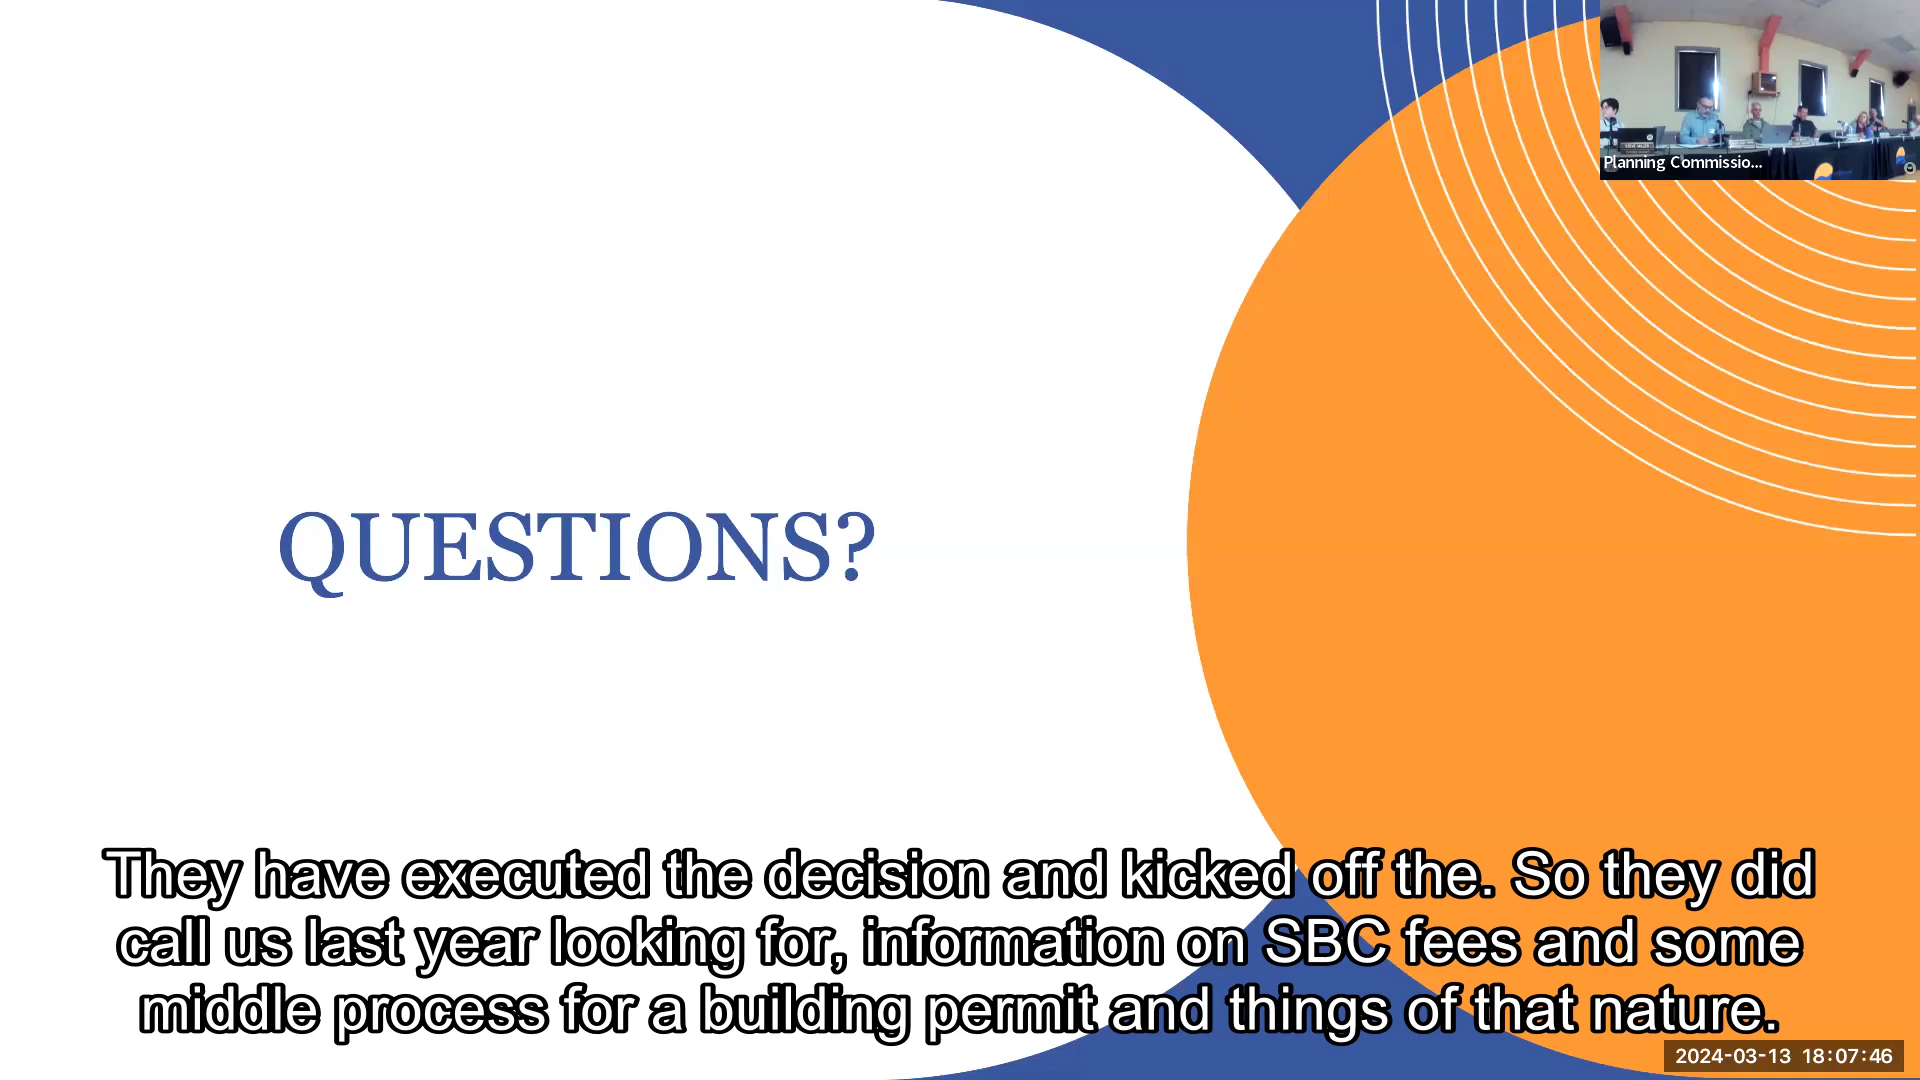 Planning Commissio...
QUESTIONS?
They have executed the decision and kicked off the. So they did
call us last year looking for, information on SBC fees and some
middle process for a building permit and things of that nature.
2024-03-13 18:07:46